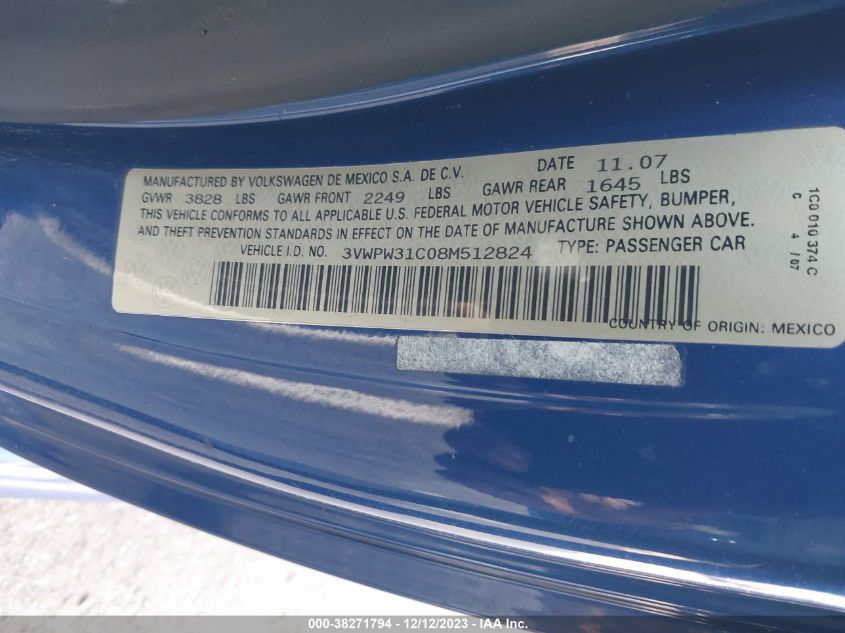 MANUFACTURED BY VOLKSWAGEN DE MEXICO S.A. DE C.V. DATE 11.07
GVWR 3828 LBS GAWR FRONT 2249 LBS GAWR REAR 1645 LBS
THIS VEHICLE CONFORMS TO ALL APPLICABLE U.S. FEDERAL MOTOR VEHICLE SAFETY, BUMPER,
AND THEFT PREVENTION STANDARDS IN EFFECT ON THE DATE OF MANUFACTURE SHOWN ABOVE.
VEHICLE I.D. NO. 3VWPW31C08M512824 TYPE: PASSENGER CAR
COUNTRY OF ORIGIN: MEXICO
1C0 010 374 C
C 4 / 07
000-38271794 - 12/12/2023 - IMPACT - CSN: